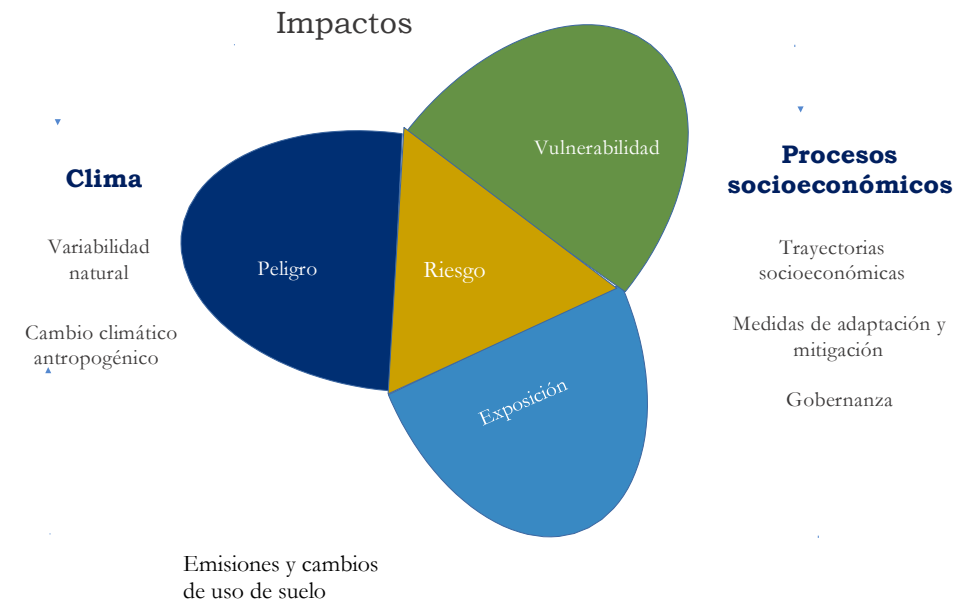 Impactos
Vulnerabilidad
Clima
Procesos
socioeconómicos
Variabilidad
natural
Peligro
Riesgo
Trayectorias
socioeconómicas
Cambio climático
antropogénico
Medidas de adaptación y
mitigación
Exposición
Gobernanza
Emisiones y cambios
de uso de suelo